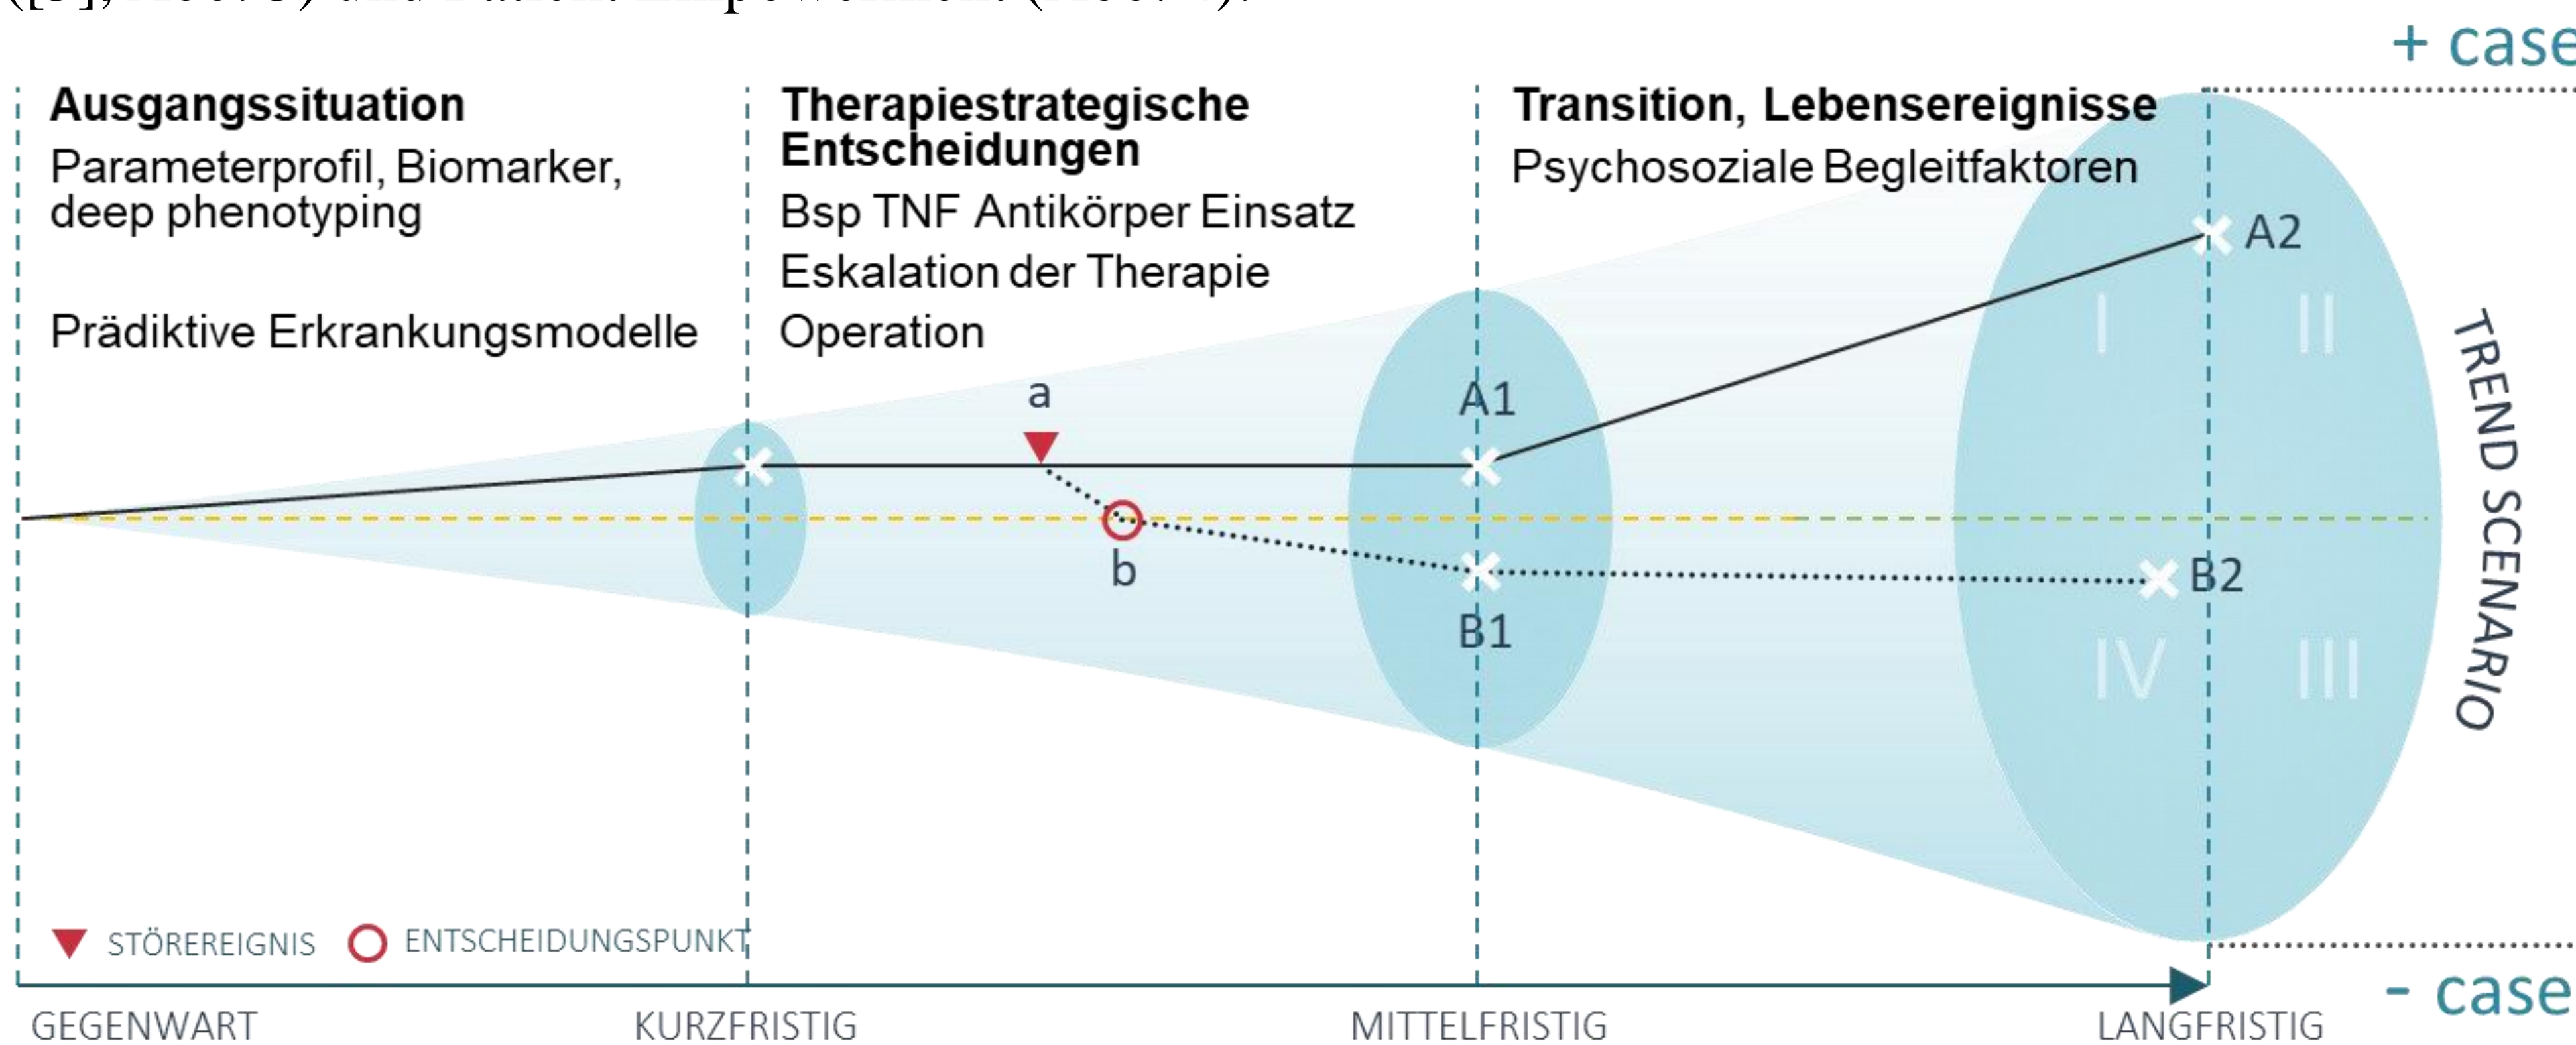 + case
Ausgangssituation
Parameterprofil, Biomarker,
deep phenotyping
Prädiktive Erkrankungsmodelle
Therapiestrategische
Entscheidungen
Bsp TNF Antikörper Einsatz
Eskalation der Therapie
Operation
Transition, Lebensereignisse
Psychosoziale Begleitfaktoren
a
b
A1
B1
A2
B2
I
II
IV
III
TREND SCENARIO
STÖREREIGNIS
ENTSCHEIDUNGSPUNKT
- case
GEGENWART
KURZFRISTIG
MITTELFRISTIG
LANGFRISTIG